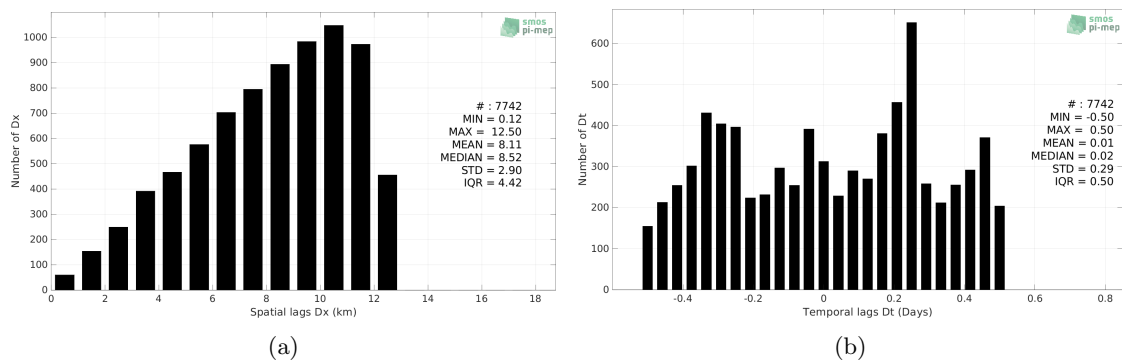 smos
pi-mep
1000
900
800
700
600
500
400
300
200
100
0
Number of Dx
# : 7742
MIN = 0.12
MAX = 12.50
MEAN = 8.11
MEDIAN = 8.52
STD = 2.90
IQR = 4.42
0 2 4 6 8 10 12 14 16 18
Spatial lags Dx (km)
(a)
smos
pi-mep
600
500
400
300
200
100
0
Number of Dt
# : 7742
MIN = -0.50
MAX = 0.50
MEAN = 0.01
MEDIAN = 0.02
STD = 0.29
IQR = 0.50
-0.4 -0.2 0 0.2 0.4 0.6 0.8
Temporal lags Dt (Days)
(b)